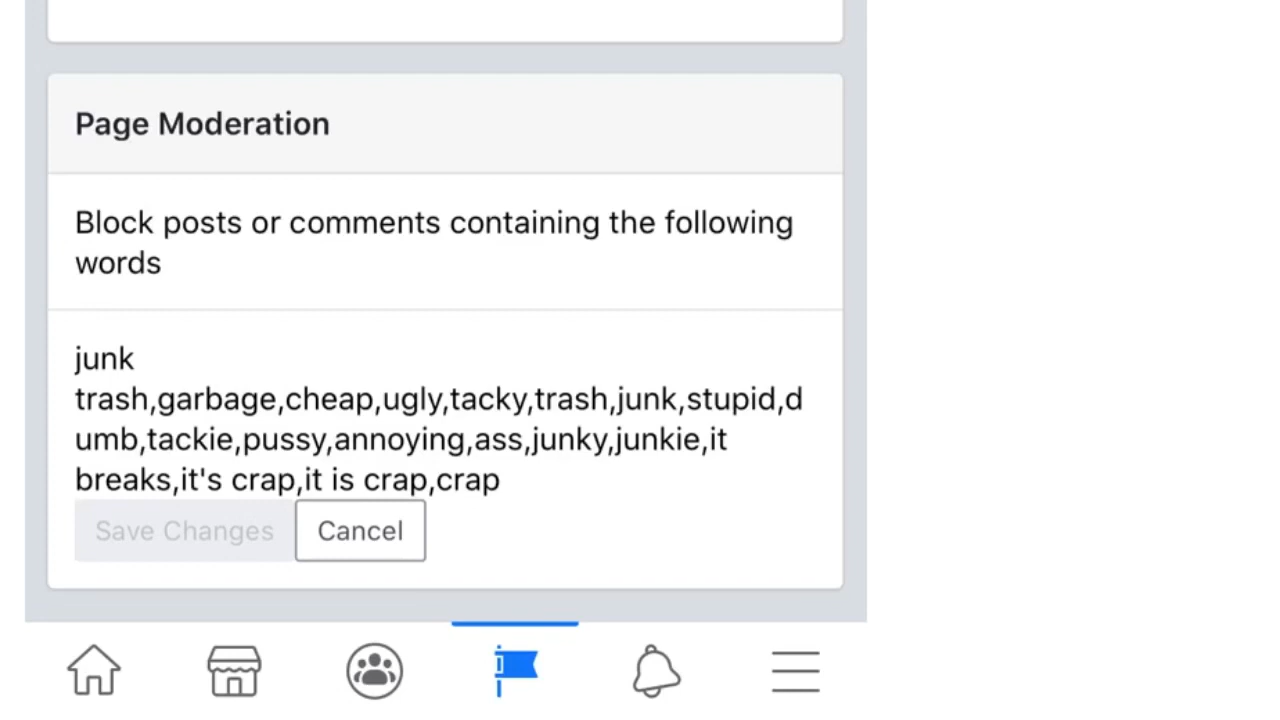 Page Moderation
Block posts or comments containing the following
words
junk
trash,garbage,cheap,ugly,tacky,trash,junk,stupid,d
umb,tackie,pussy,annoying,ass,junky,junkie,it
breaks,it's crap,it is crap,crap
Save Changes Cancel